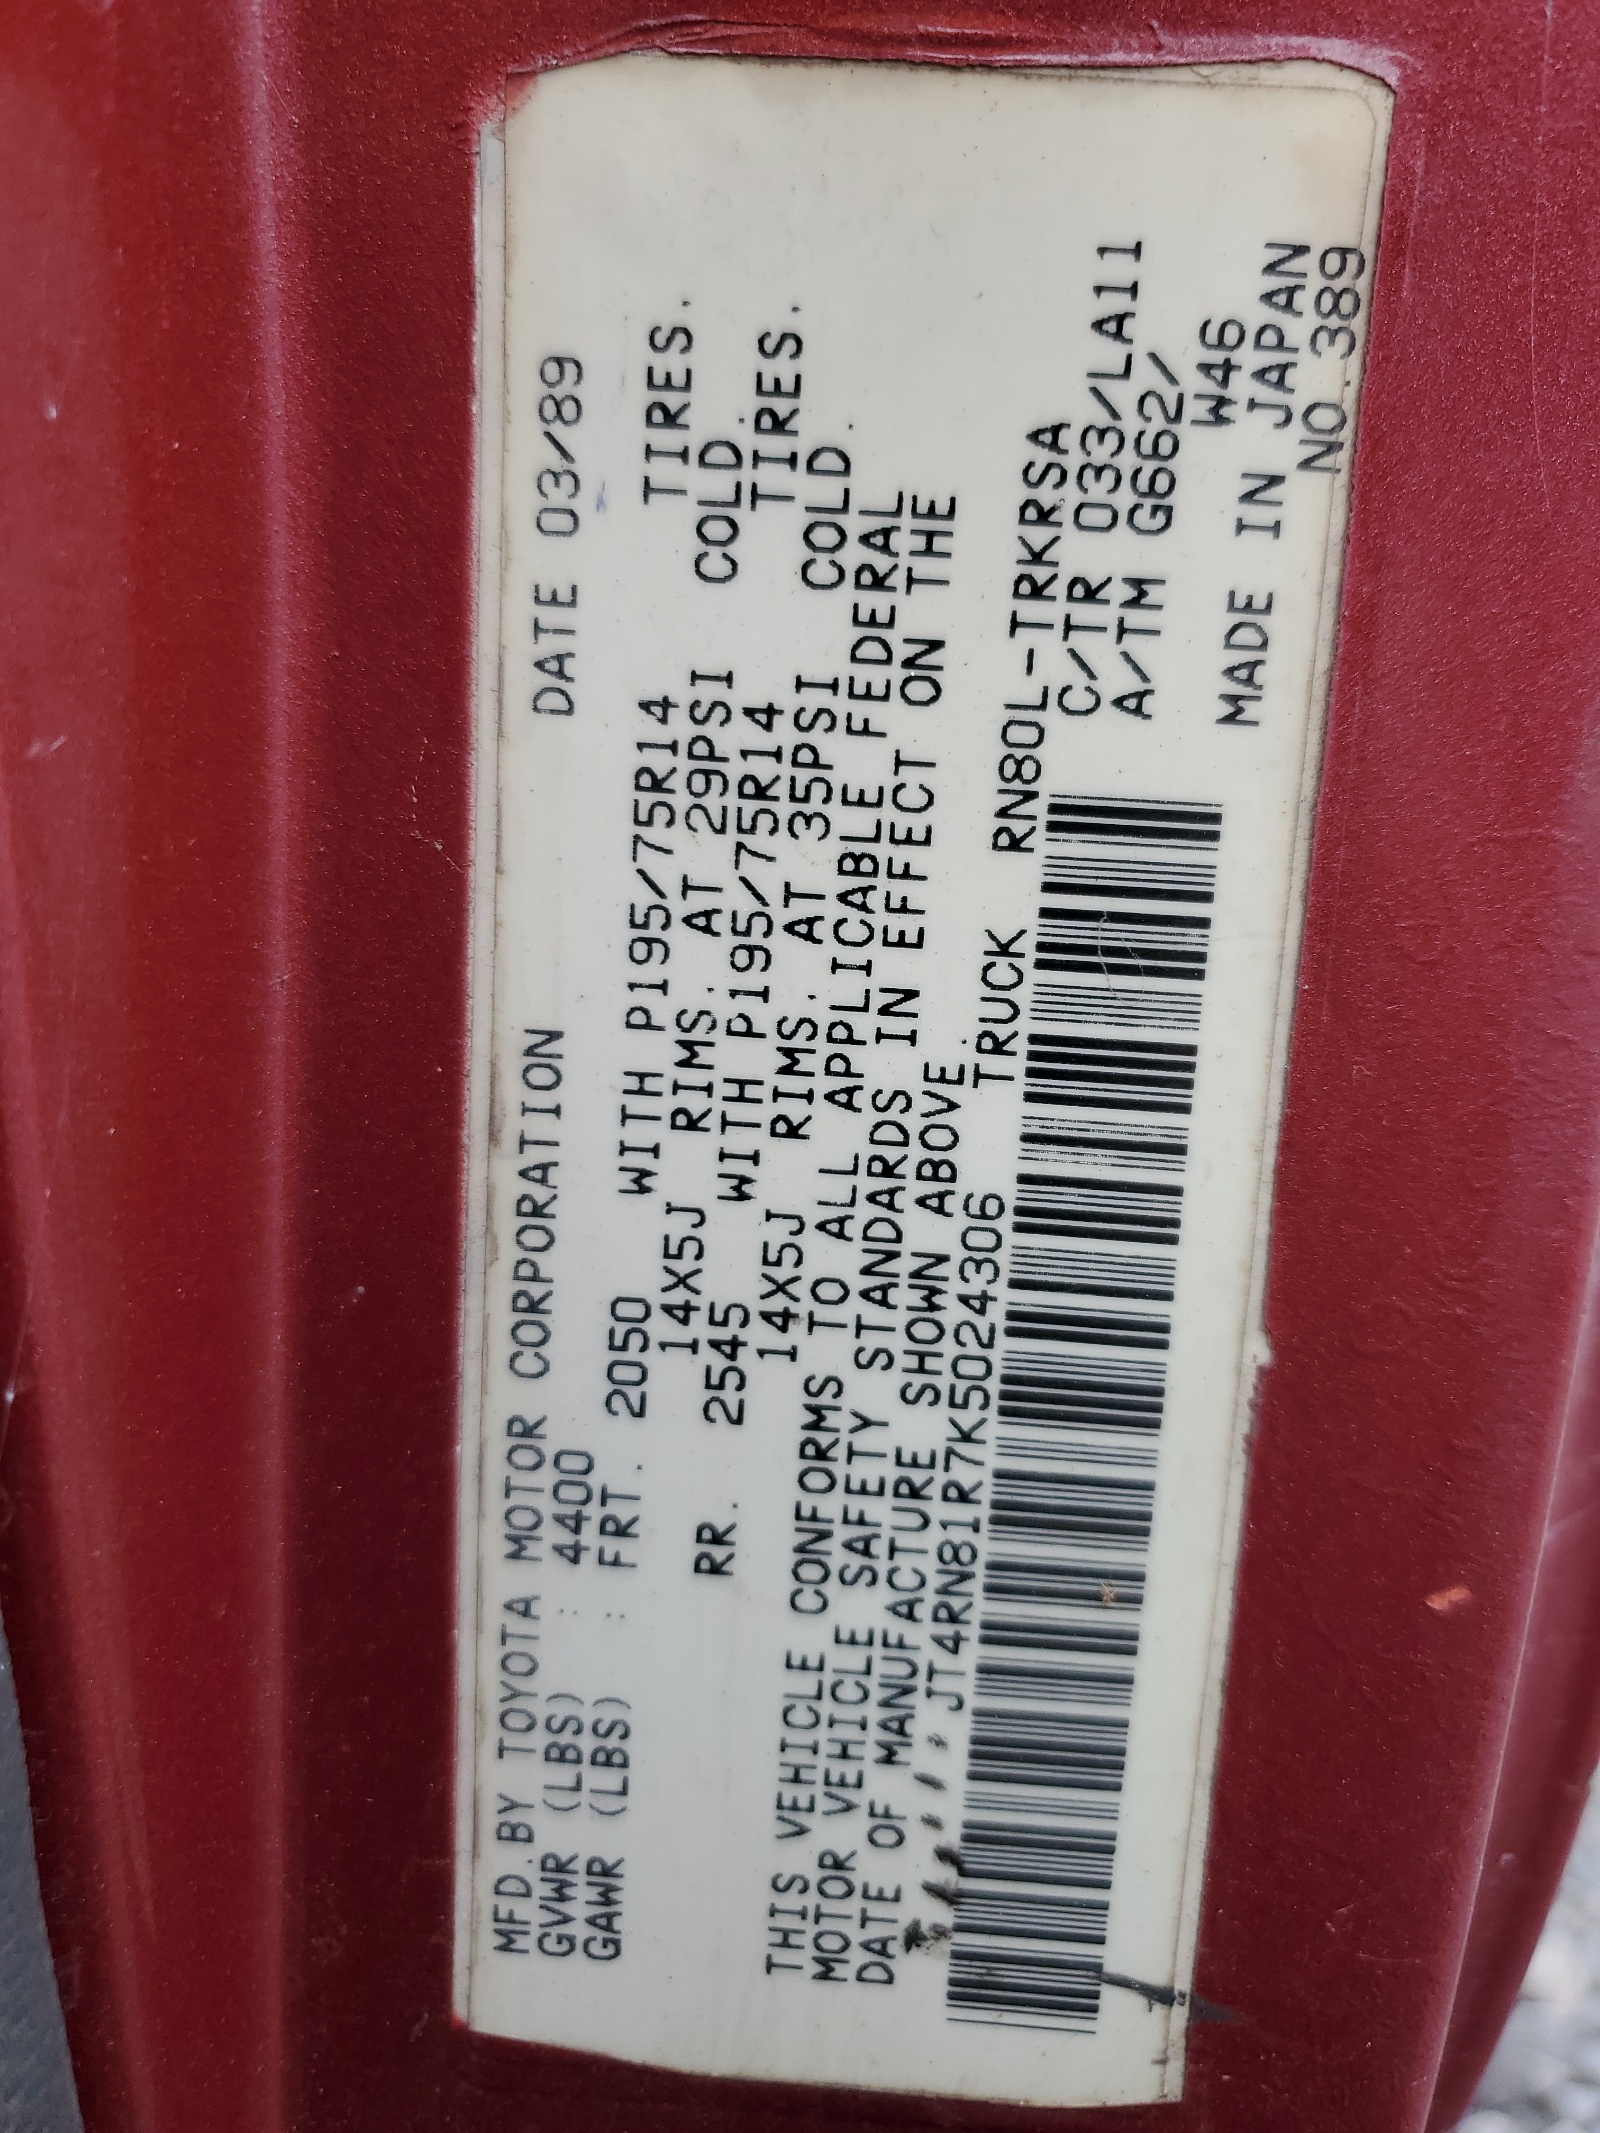 MFD.BY TOYOTA MOTOR CORPORATION DATE 03/89
GVWR (LBS) : 4400
GAWR (LBS) : FRT. 2050 WITH P195/75R14 TIRES.
14X5J RIMS. AT 29PSI COLD.
RR. 2545 WITH P195/75R14 TIRES.
14X5J RIMS. AT 35PSI COLD.
THIS VEHICLE CONFORMS TO ALL APPLICABLE FEDERAL
MOTOR VEHICLE SAFETY STANDARDS IN EFFECT ON THE
DATE OF MANUFACTURE SHOWN ABOVE
JT4RN81R7K5024306 TRUCK RN80L-TRKRSA
C/TR 033/LA11
A/TM G662/
W46
MADE IN JAPAN
NO.389